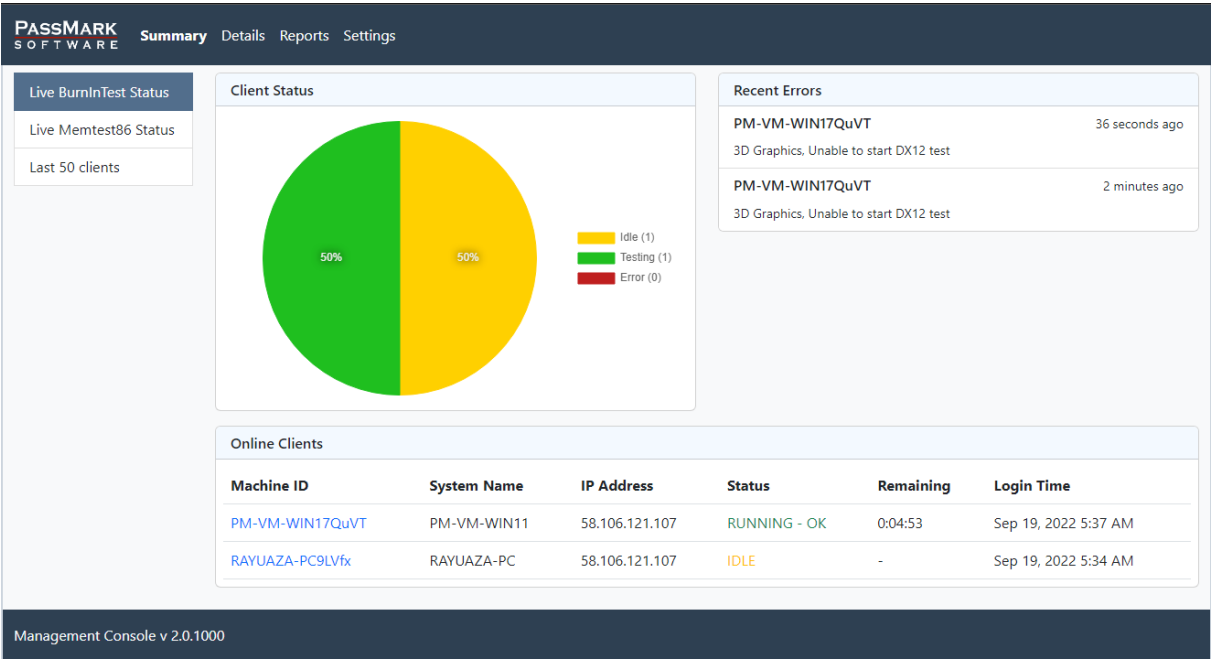 PASSMARK
SOFTWARE
Summary Details Reports Settings
Live BurnInTest Status
Live Memtest86 Status
Last 50 clients
Client Status
50%
50%
Idle (1)
Testing (1)
Error (0)
Recent Errors
PM-VM-WIN17QuVT 36 seconds ago
3D Graphics, Unable to start DX12 test
PM-VM-WIN17QuVT 2 minutes ago
3D Graphics, Unable to start DX12 test
Online Clients
Machine ID System Name IP Address Status Remaining Login Time
PM-VM-WIN17QuVT PM-VM-WIN11 58.106.121.107 RUNNING - OK 0:04:53 Sep 19, 2022 5:37 AM
RAYUAZA-PC9LVfx RAYUAZA-PC 58.106.121.107 IDLE - Sep 19, 2022 5:34 AM
Management Console v 2.0.1000